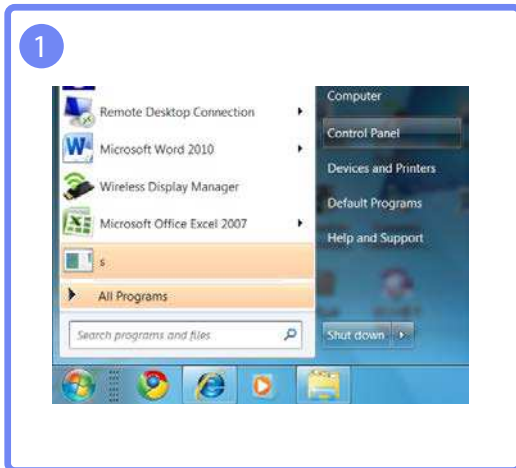 1
Remote Desktop Connection
Microsoft Word 2010
Wireless Display Manager
Microsoft Office Excel 2007
s
All Programs
Search programs and files
Computer
Control Panel
Devices and Printers
Default Programs
Help and Support
Shut down